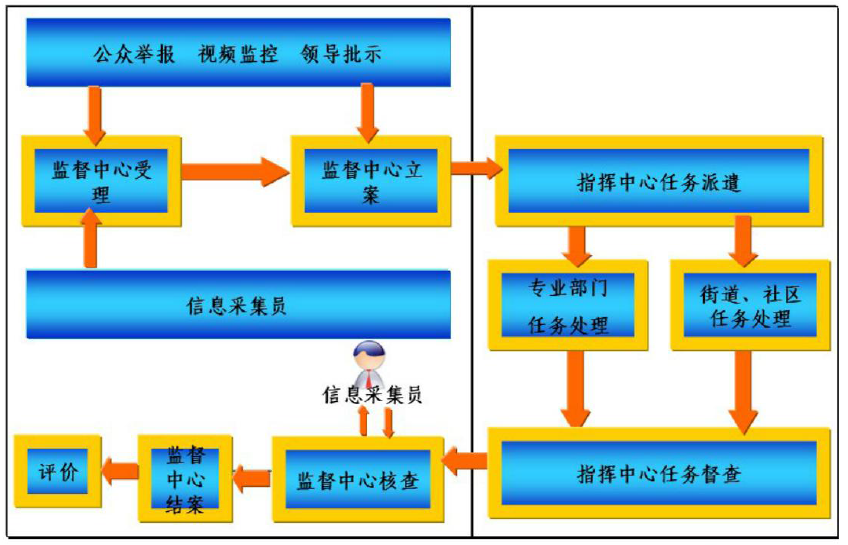 公众举报 视频监控 领导批示
监督中心受
理
监督中心立
案
指挥中心任务派遣
信息采集员
专业部门
任务处理
街道、社区
任务处理
信息采集员
评价
监督
中心
结案
监督中心核查
指挥中心任务督查